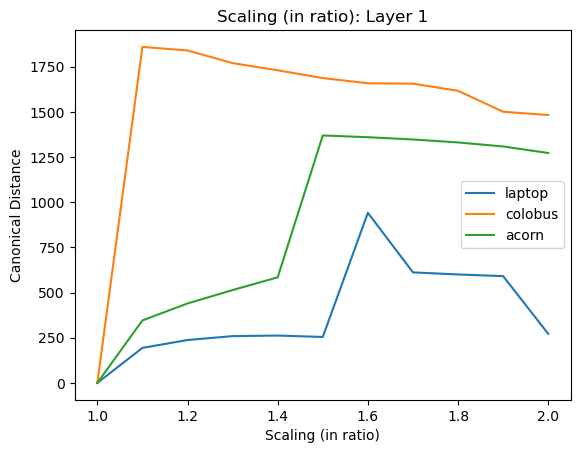 Scaling (in ratio): Layer 1
Canonical Distance
1750
1500
1250
1000
750
500
250
0
laptop
colobus
acorn
1.0 1.2 1.4 1.6 1.8 2.0
Scaling (in ratio)